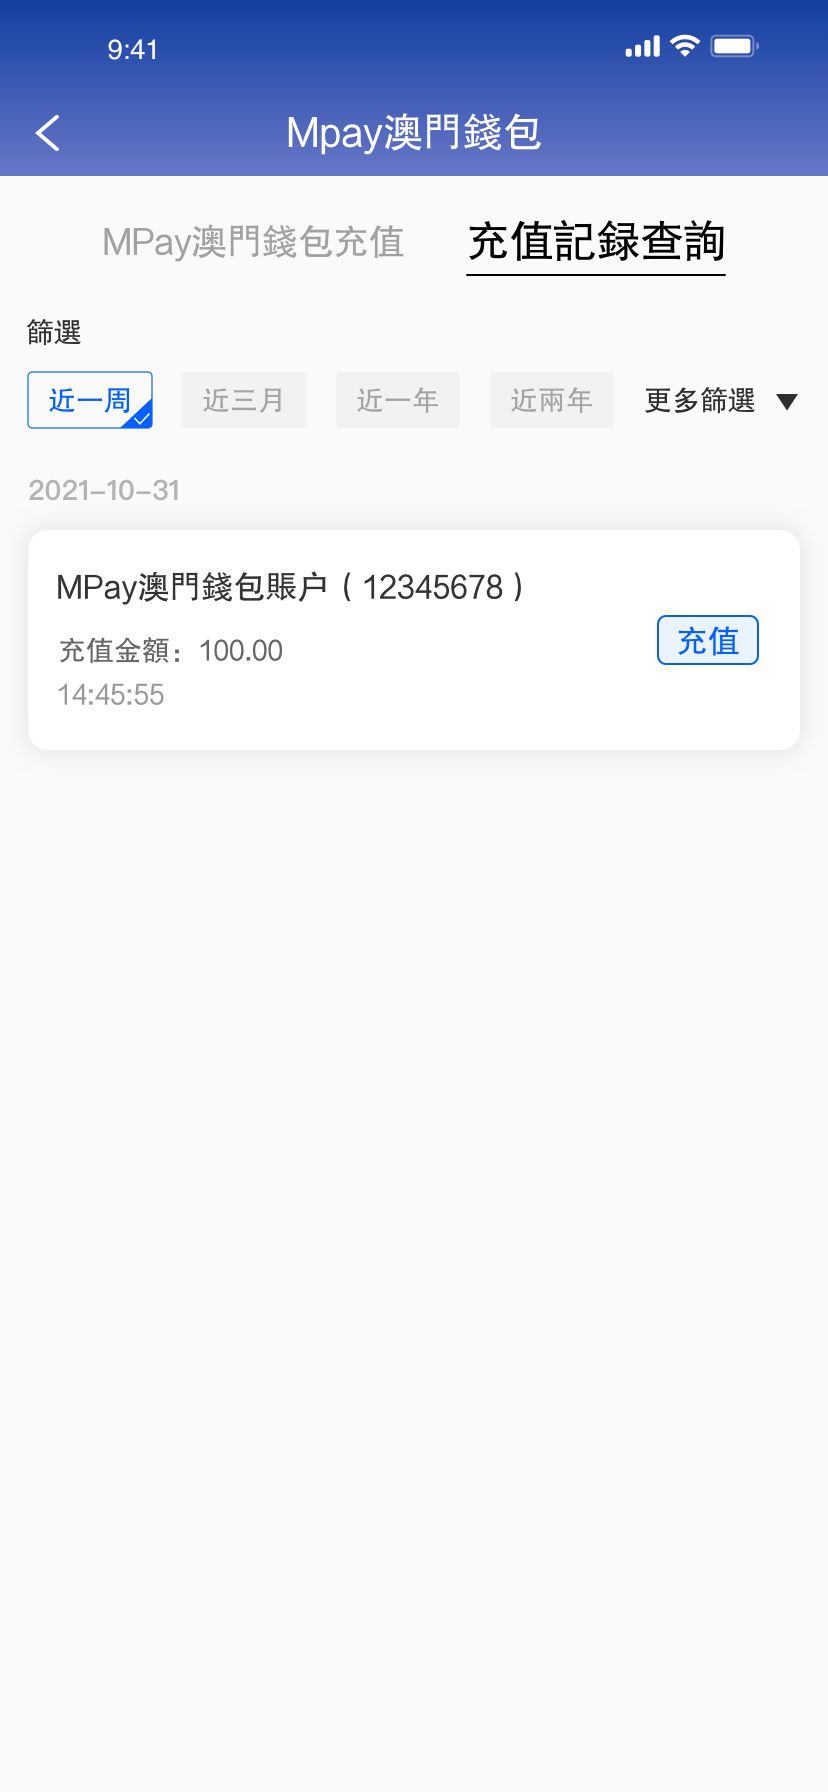 9:41
Mpay澳門錢包
MPay澳門錢包充值 充值記録查詢
篩選
近一周 近三月 近一年 近兩年 更多篩選
2021-10-31
MPay澳門錢包賬户（12345678）
充值金額：100.00
充值
14:45:55